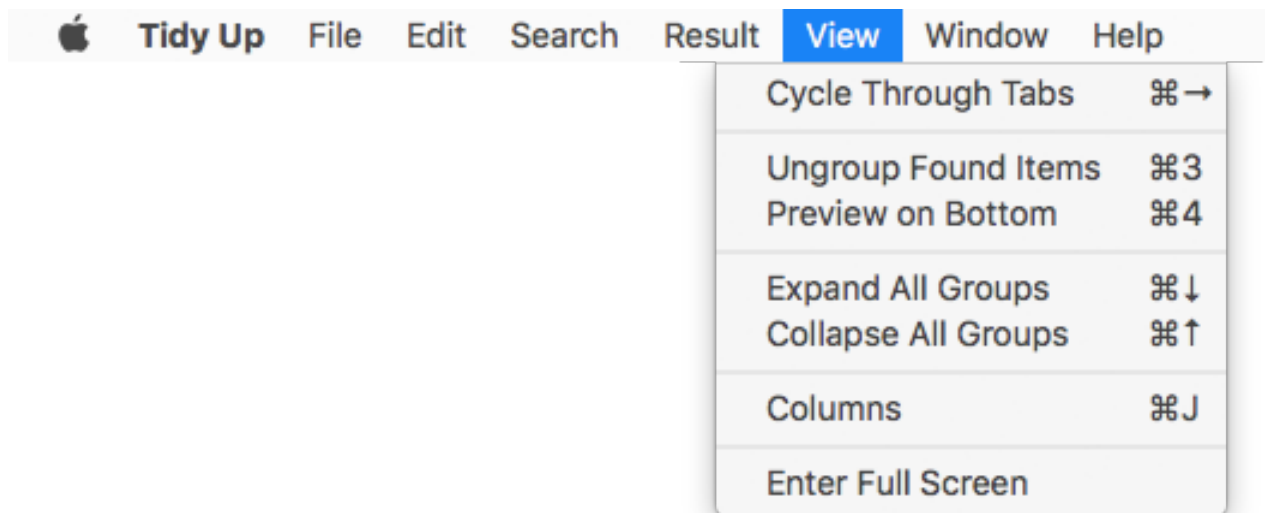 Tidy Up File Edit Search Result View Window Help
Cycle Through Tabs ⌘→
Ungroup Found Items ⌘3
Preview on Bottom ⌘4
Expand All Groups ⌘↓
Collapse All Groups ⌘↑
Columns ⌘J
Enter Full Screen